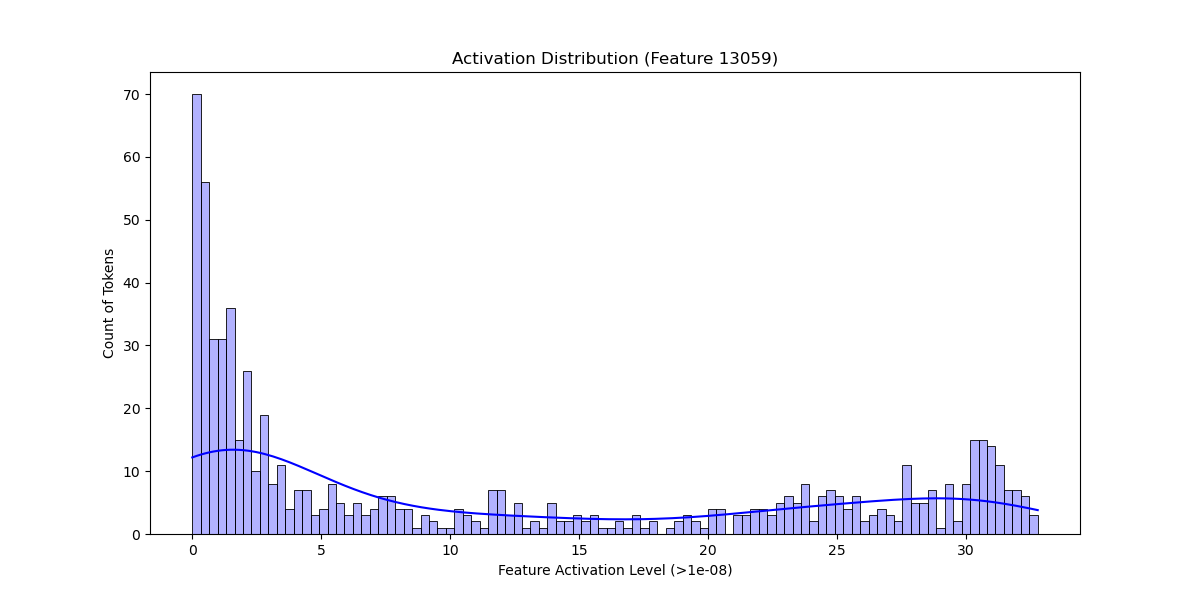 Activation Distribution (Feature 13059)
70
60
50
40
30
20
10
0
Count of Tokens
0 5 10 15 20 25 30
Feature Activation Level (>1e-08)